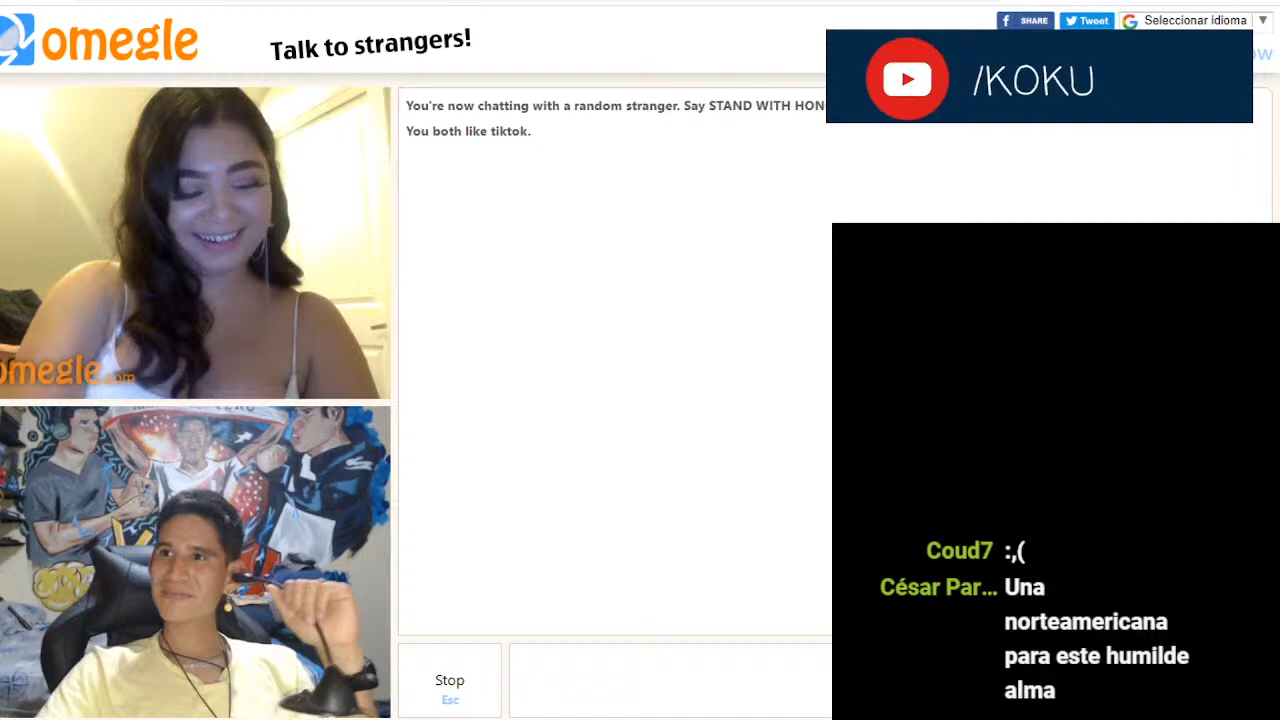 omegle
Talk to strangers!
SHARE
Tweet
Seleccionar idioma
/KOKU
You're now chatting with a random stranger. Say STAND WITH
You both like tiktok.
omegle.com
Coud7 :,(
César Par... Una
norteamericana
para este humilde
alma
Stop
Esc